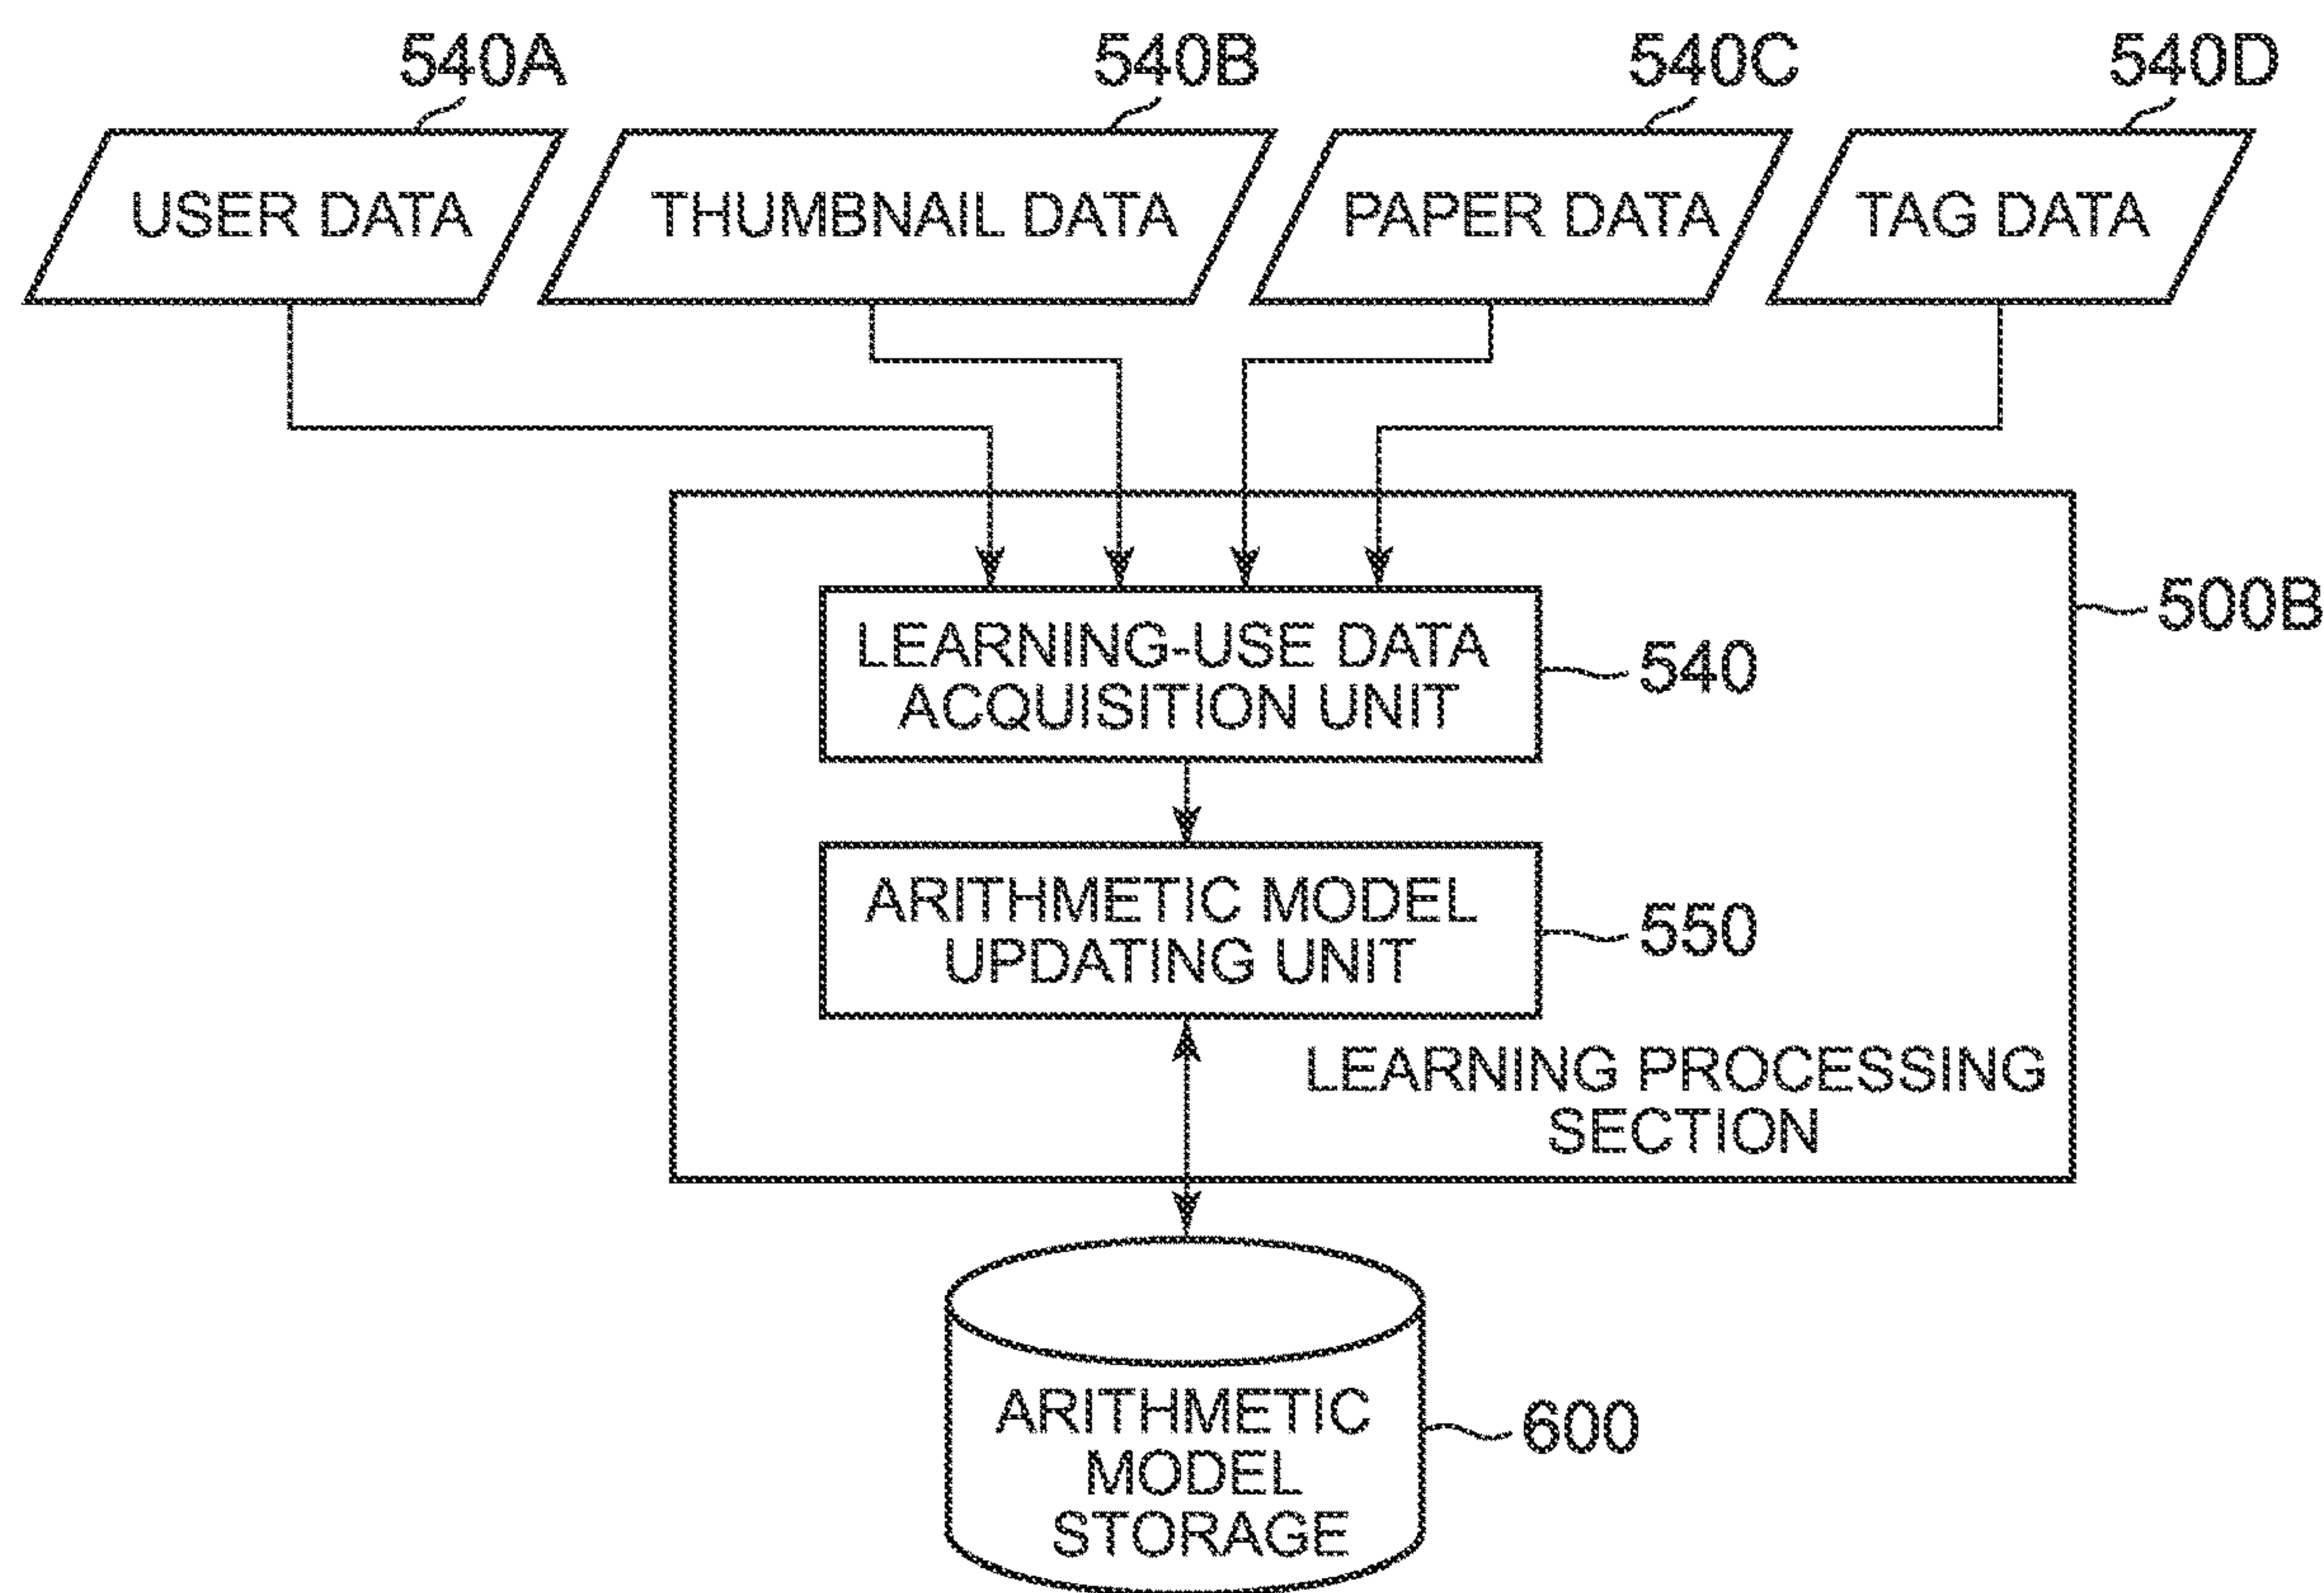 540A
540B
540C
540D
USER DATA
THUMBNAIL DATA
PAPER DATA
TAG DATA
500B
LEARNING-USE DATA
ACQUISITION UNIT
540
ARITHMETIC MODEL
UPDATING UNIT
550
LEARNING PROCESSING
SECTION
ARITHMETIC
MODEL
STORAGE
600